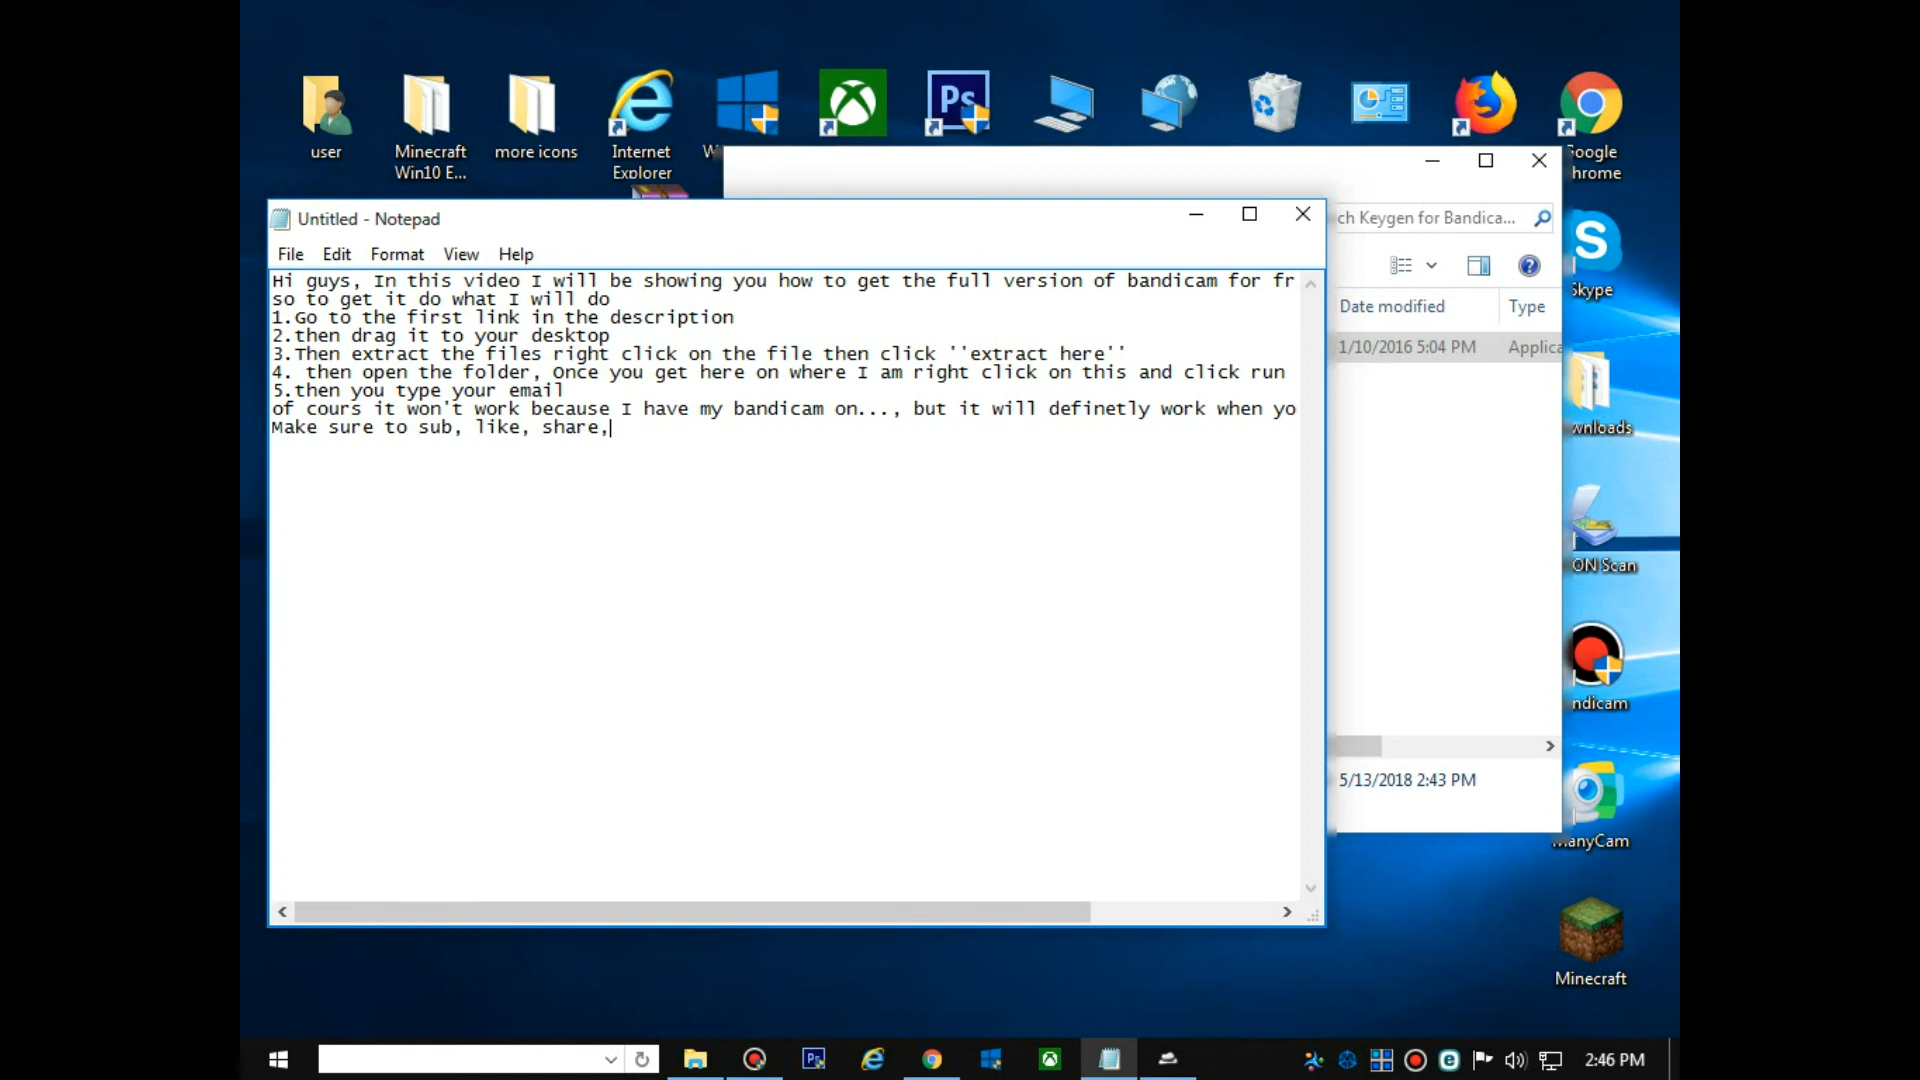 user
Minecraft
Win10 E...
more icons
Internet
Explorer
W
Ps
oogle
hrome
Untitled - Notepad
ch Keygen for Bandica...
File Edit Format View Help
Hi guys, In this video I will be showing you how to get the full version of bandicam for fr
so to get it do what I will do
1.Go to the first link in the description
2.then drag it to your desktop
3.Then extract the files right click on the file then click ''extract here''
4. then open the folder, Once you get here on where I am right click on this and click run
5.then you type your email
of cours it won't work because I have my bandicam on..., but it will definetly work when yo
Make sure to sub, like, share,
Date modified Type
1/10/2016 5:04 PM Applica
5/13/2018 2:43 PM
Skype
wnloads
ON Scan
ndicam
ManyCam
Minecraft
Ps
2:46 PM